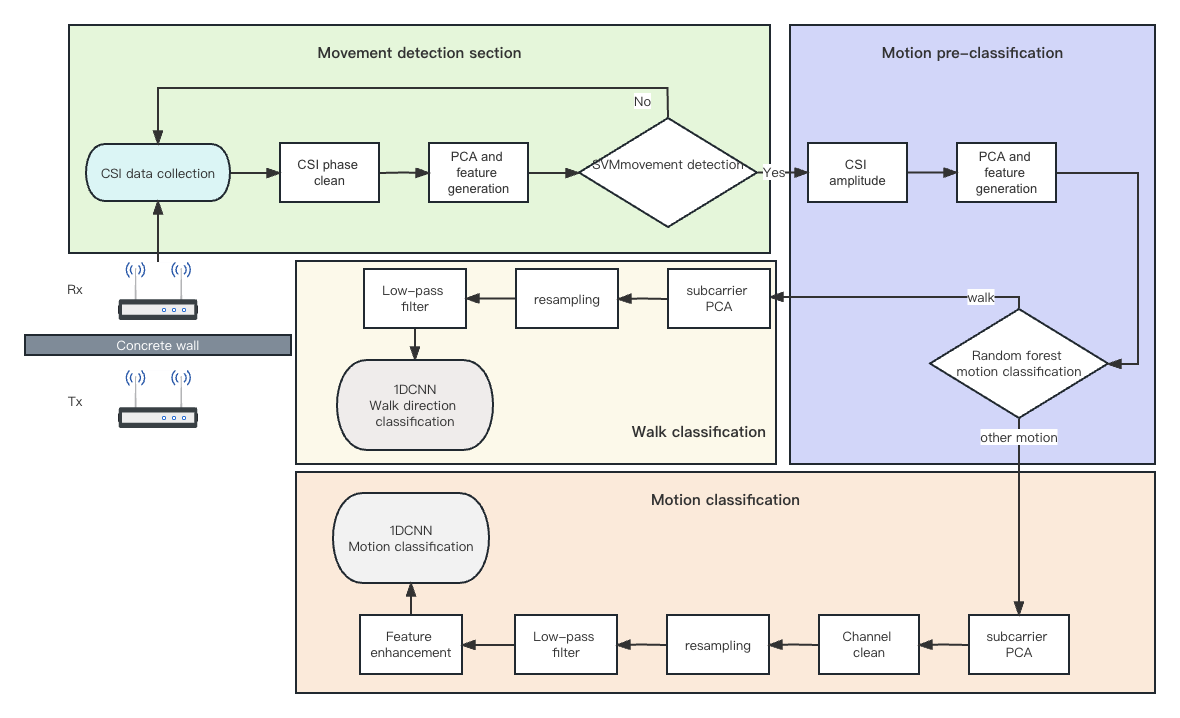 Movement detection section
Motion pre-classification
No
CSI data collection
CSI phase
clean
PCA and
feature
generation
SVMmovement detection
Yes
CSI
amplitude
PCA and
feature
generation
Rx
Concrete wall
Tx
Low-pass
filter
resampling
subcarrier
PCA
walk
1DCNN
Walk direction
classification
Walk classification
Random forest
motion classification
other motion
Motion classification
1DCNN
Motion classification
Feature
enhancement
Low-pass
filter
resampling
Channel
clean
subcarrier
PCA